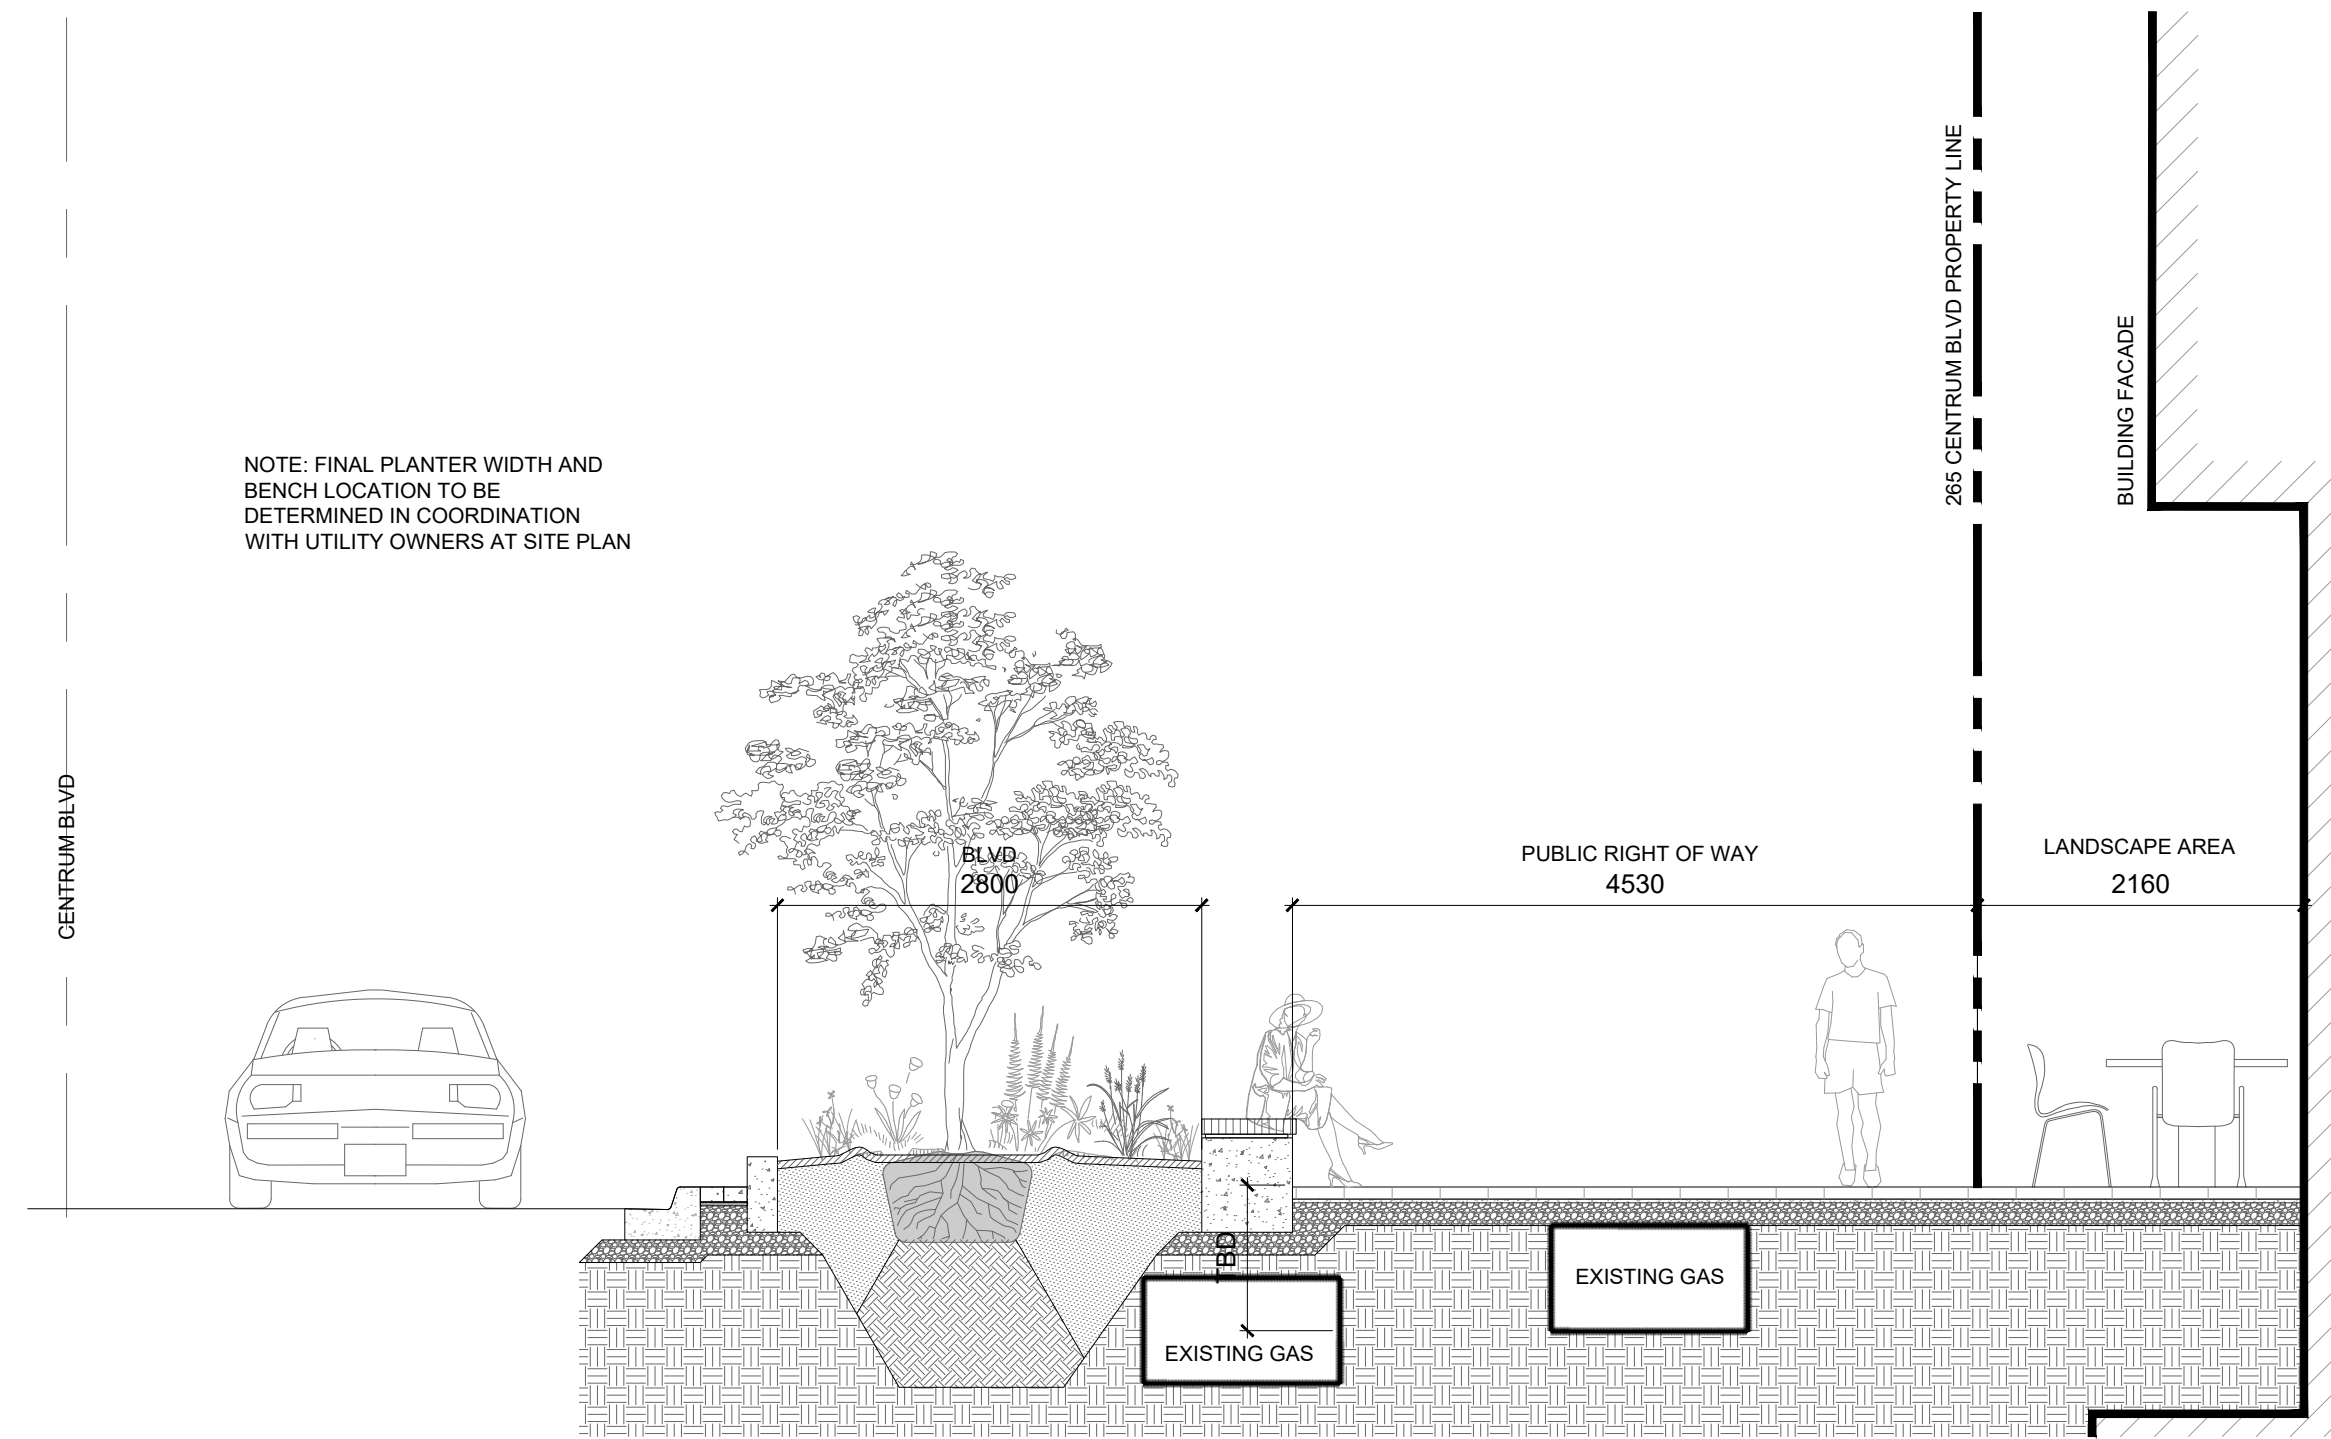 265 CENTRUM BLVD PROPERTY LINE
BUILDING FACADE
NOTE: FINAL PLANTER WIDTH AND
BENCH LOCATION TO BE
DETERMINED IN COORDINATION
WITH UTILITY OWNERS AT SITE PLAN
CENTRUM BLVD
BLVD
2800
PUBLIC RIGHT OF WAY
4530
LANDSCAPE AREA
2160
TBD
EXISTING GAS
EXISTING GAS